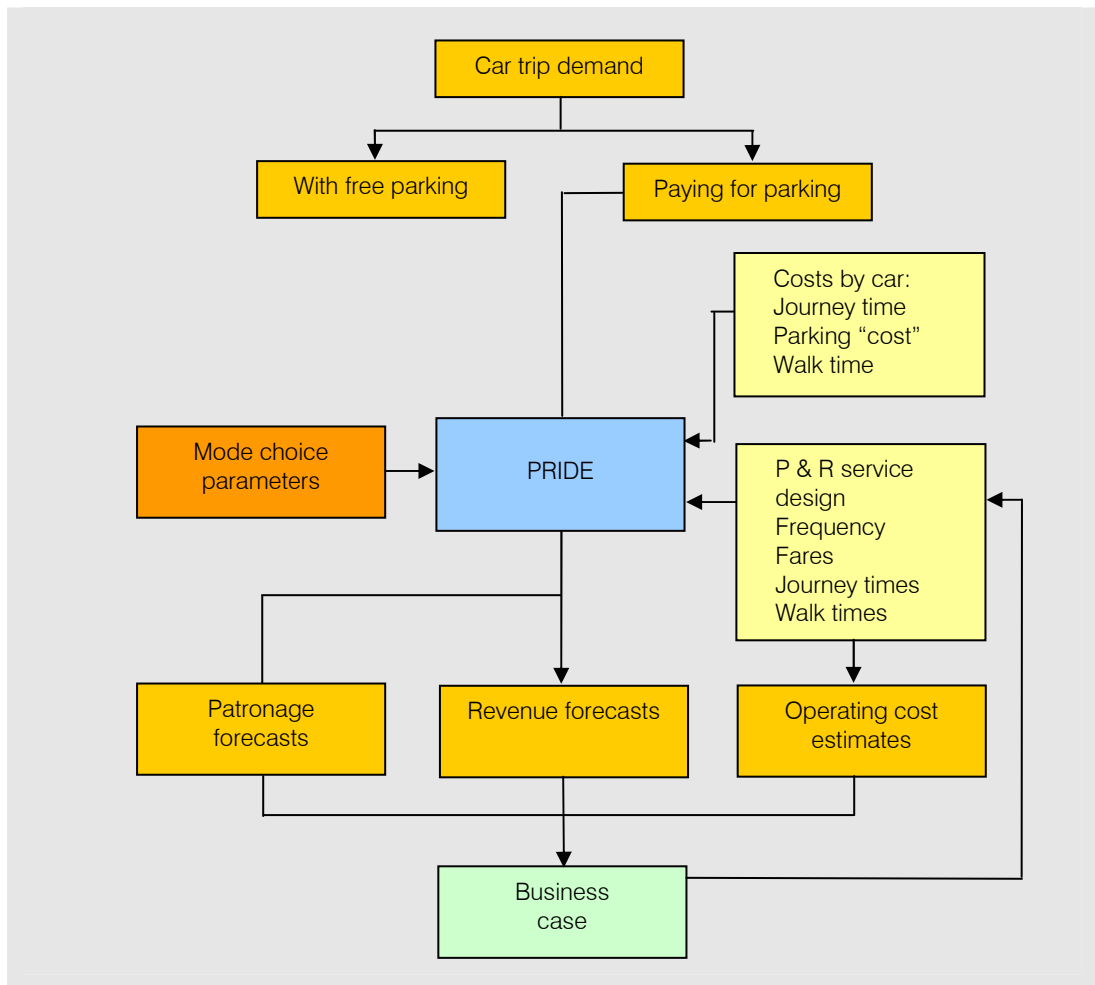 Car trip demand
With free parking
Paying for parking
Costs by car:
Journey time
Parking “cost”
Walk time
Mode choice
parameters
PRIDE
P & R service
design
Frequency
Fares
Journey times
Walk times
Patronage
forecasts
Revenue forecasts
Operating cost
estimates
Business
case